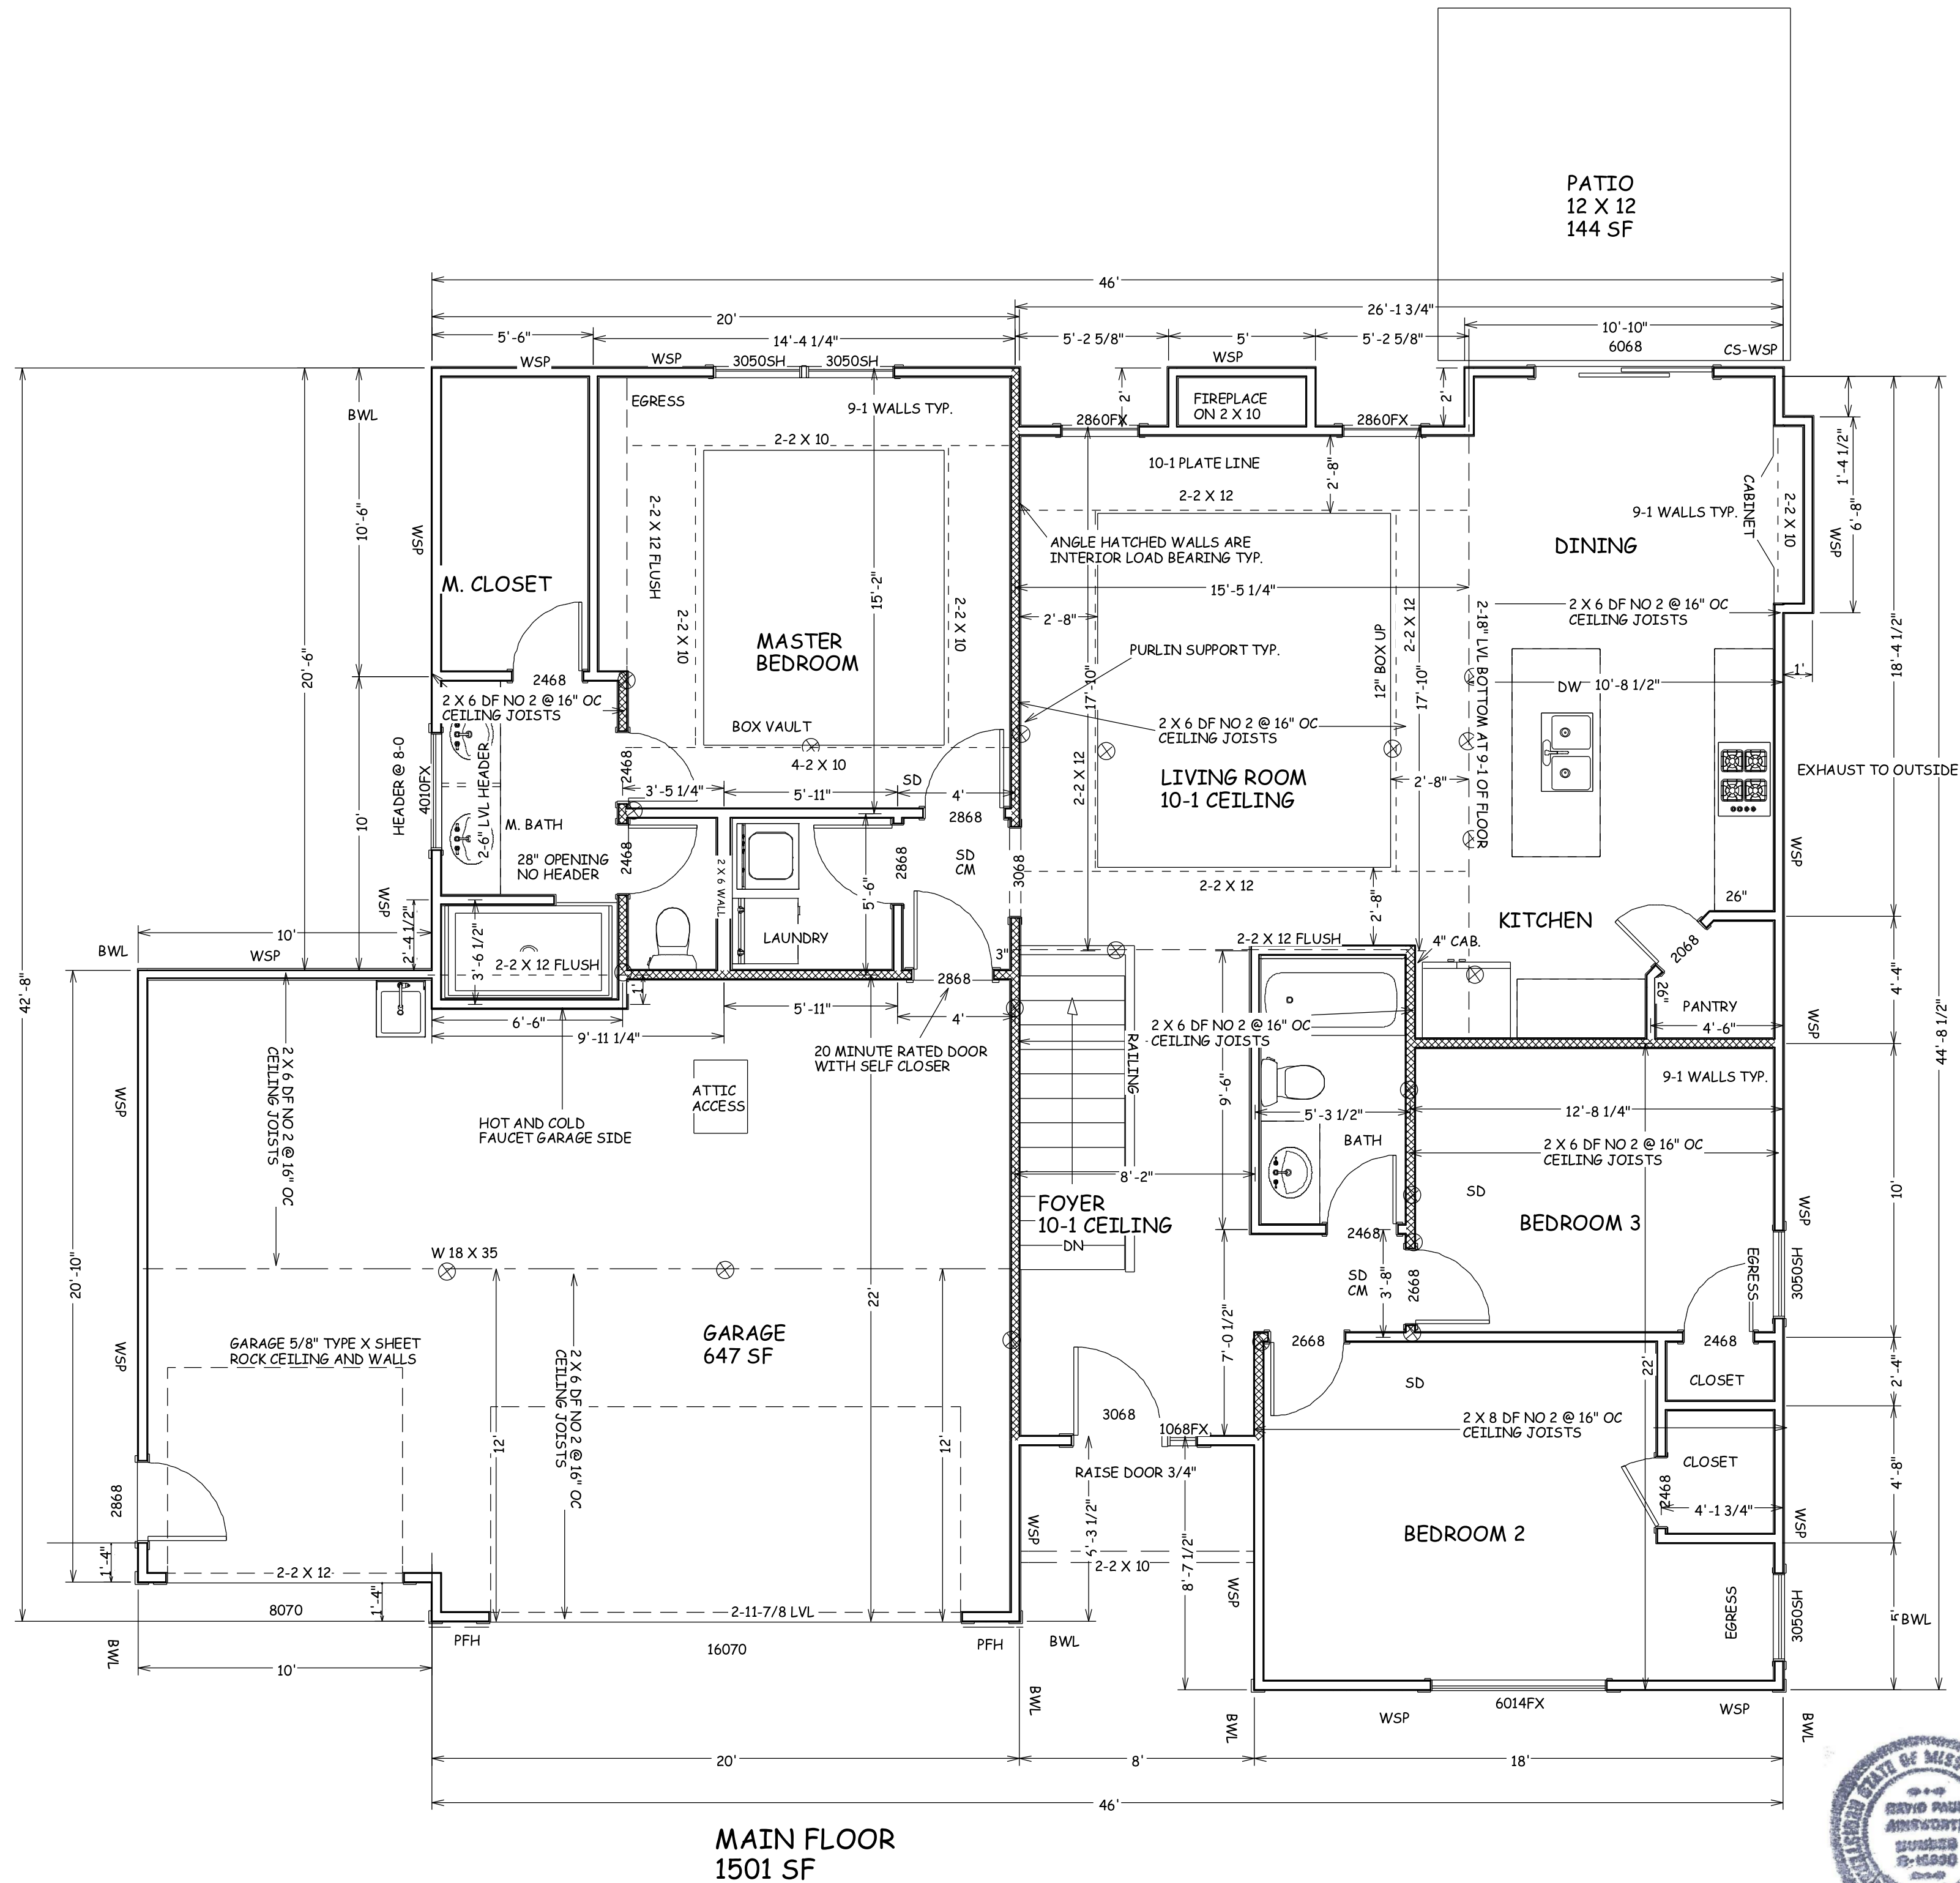 PATIO
12 X 12
144 SF
46'
26'-1 3/4"
20'
10'-10"
5'-6"
14'-4 1/4"
5'-2 5/8"
5'
5'-2 5/8"
6068
CS-WSP
WSP
WSP
3050SH
3050SH
WSP
BWL
EGRESS
9-1 WALLS TYP.
2'
FIREPLACE
ON 2 X 10
2'
2860FX
2860FX
2-2 X 10
10-1 PLATE LINE
2'-8"
2-2 X 12
CABINET
2-2 X 10
1'-4 1/2"
6'-8"
WSP
9-1 WALLS TYP.
DINING
10'-6"
WSP
2-2 X 12 FLUSH
ANGLE HATCHED WALLS ARE
INTERIOR LOAD BEARING TYP.
M. CLOSET
15'-2"
15'-5 1/4"
2'-8"
2 X 6 DF NO 2 @ 16" OC
CEILING JOISTS
2-2 X 10
2-2 X 10
MASTER
BEDROOM
PURLIN SUPPORT TYP.
12" BOX UP
2-2 X 12
2-18" LVL BOTTOM AT 9-1 OF FLOOR
18'-4 1/2"
20'-6"
2468
2 X 6 DF NO 2 @ 16" OC
CEILING JOISTS
17'-10"
17'-10"
DW
10'-8 1/2"
1'
BOX VAULT
2 X 6 DF NO 2 @ 16" OC
CEILING JOISTS
4-2 X 10
HEADER @ 8-0
4010FX
2-6" LVL HEADER
2468
3'-5 1/4"
5'-11"
SD
4'
2-2 X 12
LIVING ROOM
10-1 CEILING
2'-8"
EXHAUST TO OUTSIDE
10'
M. BATH
2868
28" OPENING
NO HEADER
2468
2 X 6 WALL
5'-6"
2868
SD
CM
3068
2-2 X 12
2'-8"
26"
WSP
WSP
2'-4 1/2"
KITCHEN
2068
BWL
10'
WSP
3'-6 1/2"
2-2 X 12 FLUSH
LAUNDRY
3"
2-2 X 12 FLUSH
4" CAB.
4'-4"
42'-8"
1'
2868
26"
PANTRY
4'-6"
WSP
44'-8 1/2"
6'-6"
5'-11"
4'
9'-11 1/4"
2 X 6 DF NO 2 @ 16" OC
CEILING JOISTS
RAILING
20 MINUTE RATED DOOR
WITH SELF CLOSER
ATTIC
ACCESS
2 X 6 DF NO 2 @ 16" OC
CEILING JOISTS
WSP
HOT AND COLD
FAUCET GARAGE SIDE
9'-6"
5'-3 1/2"
BATH
9-1 WALLS TYP.
12'-8 1/4"
2 X 6 DF NO 2 @ 16" OC
CEILING JOISTS
8'-2"
SD
10'
FOYER
10-1 CEILING
DN
BEDROOM 3
WSP
W 18 X 35
2468
SD
CM
3'-8"
2668
EGRESS
3050SH
20'-10"
22'
7'-0 1/2"
GARAGE 5/8" TYPE X SHEET
ROCK CEILING AND WALLS
WSP
GARAGE
647 SF
2668
22'
2468
SD
CLOSET
2'-4"
2 X 6 DF NO 2 @ 16" OC
CEILING JOISTS
12'
12'
3068
1068FX
2 X 8 DF NO 2 @ 16" OC
CEILING JOISTS
RAISE DOOR 3/4"
CLOSET
2468
4'-8"
4'-1 3/4"
2868
WSP
6'-3 1/2"
BEDROOM 2
WSP
1'-4"
2-2 X 12
1'-4"
2-2 X 10
8'-7 1/2"
WSP
8070
2-11-7/8 LVL
EGRESS
3050SH
5'
BWL
BWL
PFH
16070
PFH
BWL
10'
BWL
6014FX
WSP
WSP
BWL
BWL
20'
8'
18'
46'
MAIN FLOOR
1501 SF
STATE OF MISS
DAVID PAUL
NUMBER